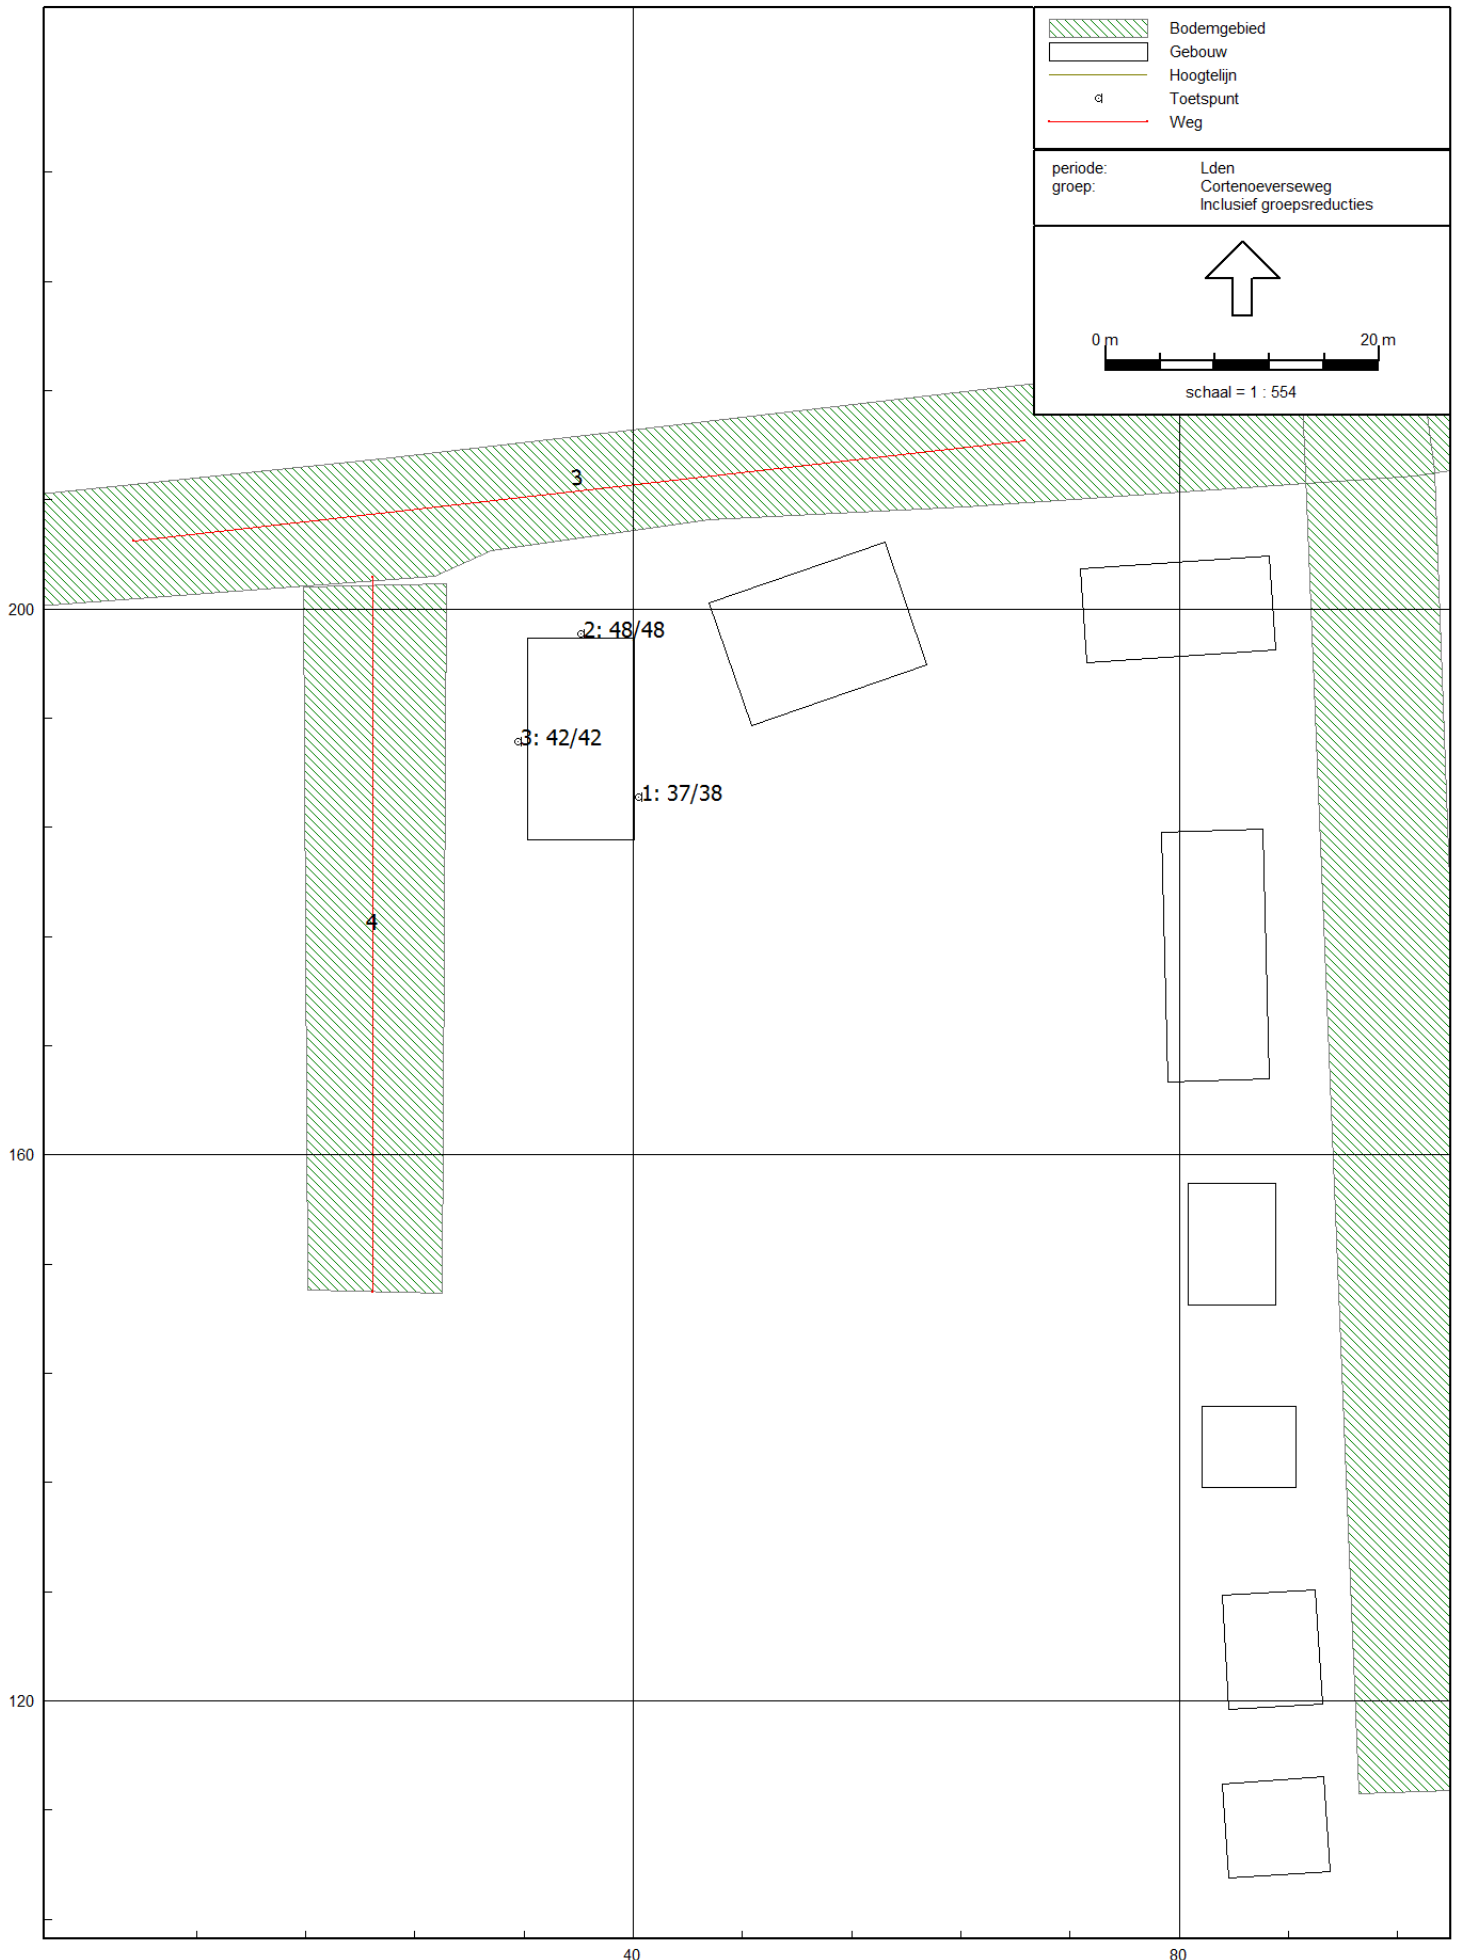 Bodemgebied
Gebouw
Hoogtelijn
Toetspunt
Weg
periode: Lden
groep: Cortenoeverseweg
Inclusief groepsreducties
0 m 20 m
schaal = 1 : 554
3
200
2: 48/48
3: 42/42
1: 37/38
4
160
120
40 80